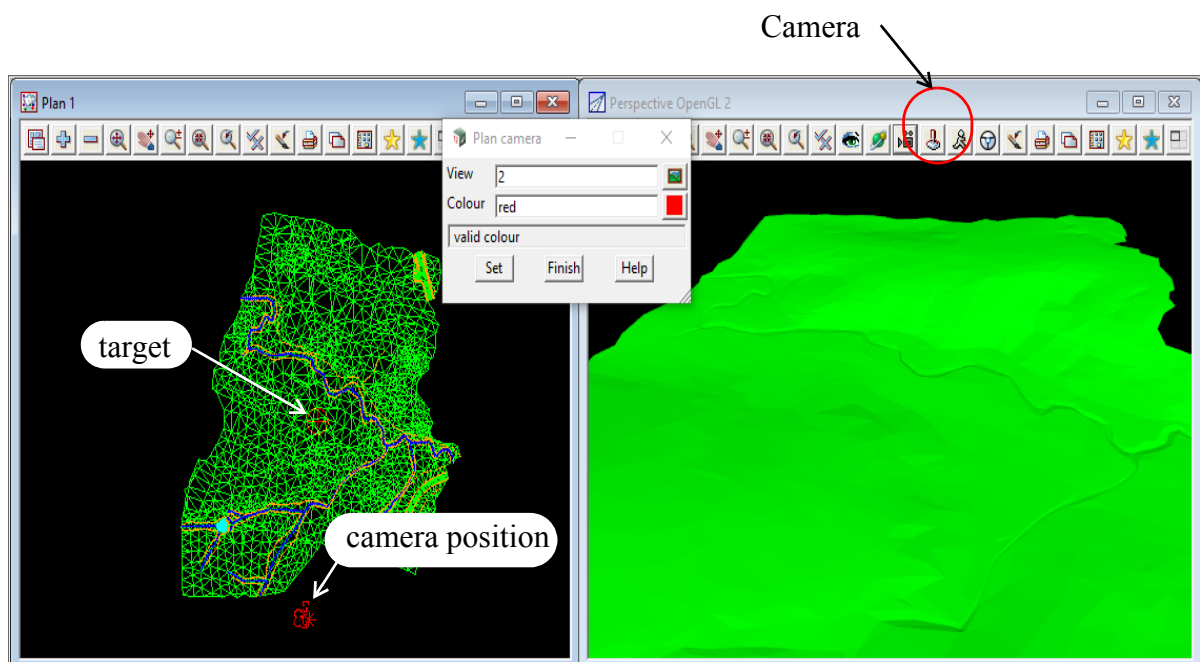 Camera
Plan 1
Perspective OpenGL 2
Plan camera
View 2
Colour red
valid colour
Set Finish Help
target
camera position